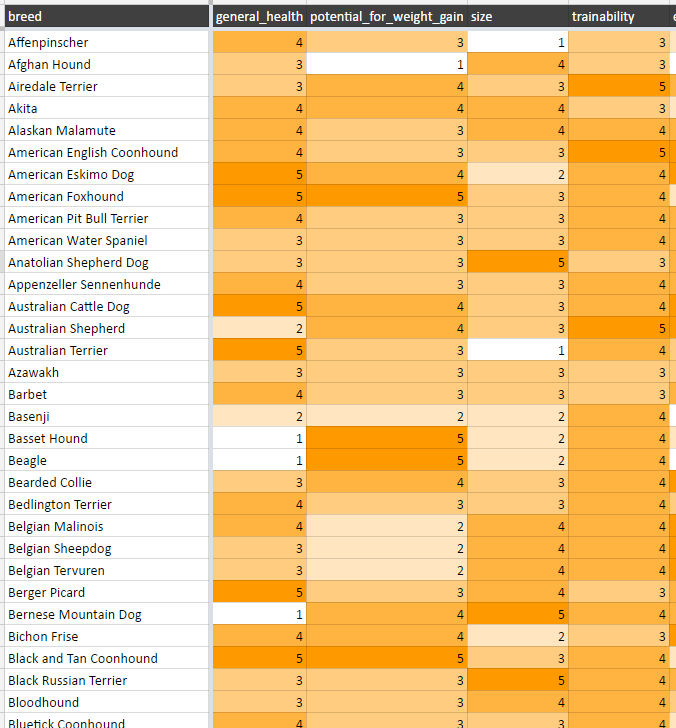 breed general_health potential_for_weight_gain size trainability
Affenpinscher 4 3 1 3
Afghan Hound 3 1 4 3
Airedale Terrier 3 4 3 5
Akita 4 4 4 3
Alaskan Malamute 4 3 4 4
American English Coonhound 4 3 3 5
American Eskimo Dog 5 4 2 4
American Foxhound 5 5 3 4
American Pit Bull Terrier 4 3 3 4
American Water Spaniel 3 3 3 4
Anatolian Shepherd Dog 3 3 5 3
Appenzeller Sennenhunde 4 3 3 4
Australian Cattle Dog 5 4 3 4
Australian Shepherd 2 4 3 5
Australian Terrier 5 3 1 4
Azawakh 3 3 3 3
Barbet 4 3 3 3
Basenji 2 2 2 4
Basset Hound 1 5 2 4
Beagle 1 5 2 4
Bearded Collie 3 4 3 4
Bedlington Terrier 4 3 3 4
Belgian Malinois 4 2 4 4
Belgian Sheepdog 3 2 4 4
Belgian Tervuren 3 2 4 4
Berger Picard 5 3 4 3
Bernese Mountain Dog 1 4 5 4
Bichon Frise 4 4 2 3
Black and Tan Coonhound 5 5 3 4
Black Russian Terrier 3 3 5 4
Bloodhound 3 3 4 4
Bluetick Coonhound 4 3 3 4